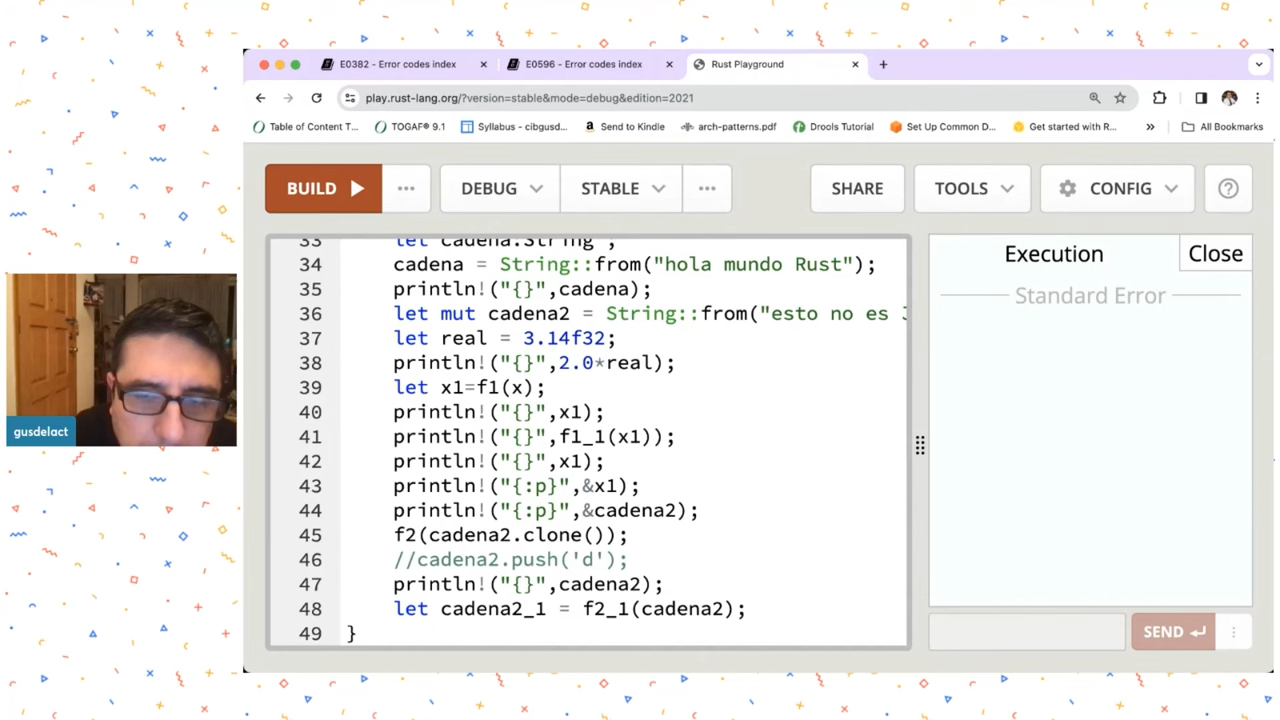 E0382 - Error codes index
E0596 - Error codes index
Rust Playground
play.rust-lang.org/?version=stable&mode=debug&edition=2021
Table of Content T...
TOGAF® 9.1
Syllabus - cibgusd...
Send to Kindle
arch-patterns.pdf
Drools Tutorial
Set Up Common D...
Get started with R...
»
All Bookmarks
BUILD
DEBUG
STABLE
SHARE
TOOLS
CONFIG
33 let cadena:String ;
34 cadena = String::from("hola mundo Rust");
35 println!("{}",cadena);
36 let mut cadena2 = String::from("esto no es
37 let real = 3.14f32;
38 println!("{}",2.0*real);
39 let x1=f1(x);
40 println!("{}",x1);
41 println!("{}",f1_1(x1));
42 println!("{}",x1);
43 println!("{:p}",&x1);
44 println!("{:p}",&cadena2);
45 f2(cadena2.clone());
46 //cadena2.push('d');
47 println!("{}",cadena2);
48 let cadena2_1 = f2_1(cadena2);
49 }
Execution
Close
Standard Error
SEND
gusdelact